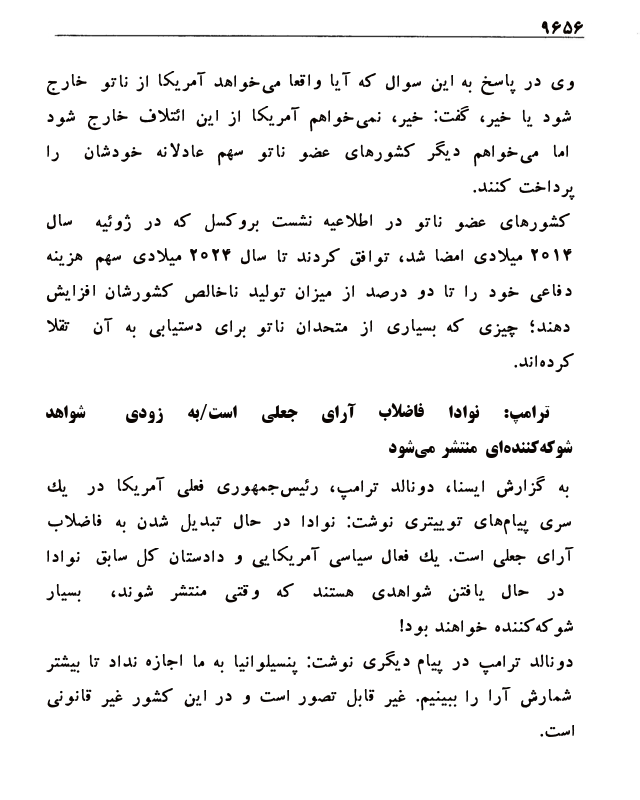 ۹۶۵۶
وی در پاسخ به این سوال که آیا واقعا می‌خواهد آمریکا از ناتو خارج
شود یا خیر، گفت: خیر، نمی‌خواهم آمریکا از این ائتلاف خارج شود
اما می‌خواهم دیگر کشورهای عضو ناتو سهم عادلانه خودشان را
پرداخت کنند.
کشورهای عضو ناتو در اطلاعیه نشست بروکسل که در ژوئیه سال
۲۰۱۴ میلادی امضا شد، توافق کردند تا سال ۲۰۲۴ میلادی سهم هزینه
دفاعی خود را تا دو درصد از میزان تولید ناخالص کشورشان افزایش
دهند؛ چیزی که بسیاری از متحدان ناتو برای دستیابی به آن تقلا
کرده‌اند.
ترامپ: نوادا فاضلاب آرای جعلی است/به زودی شواهد
شوکه‌کننده‌ای منتشر می‌شود
به گزارش ایسنا، دونالد ترامپ، رئیس‌جمهوری فعلی آمریکا در یك
سری پیام‌های توییتری نوشت: نوادا در حال تبدیل شدن به فاضلاب
آرای جعلی است. یك فعال سیاسی آمریکایی و دادستان کل سابق نوادا
در حال یافتن شواهدی هستند که وقتی منتشر شوند، بسیار
شوکه‌کننده خواهند بود!
دونالد ترامپ در پیام دیگری نوشت: پنسیلوانیا به ما اجازه نداد تا بیشتر
شمارش آرا را ببینیم. غیر قابل تصور است و در این کشور غیر قانونی
است.